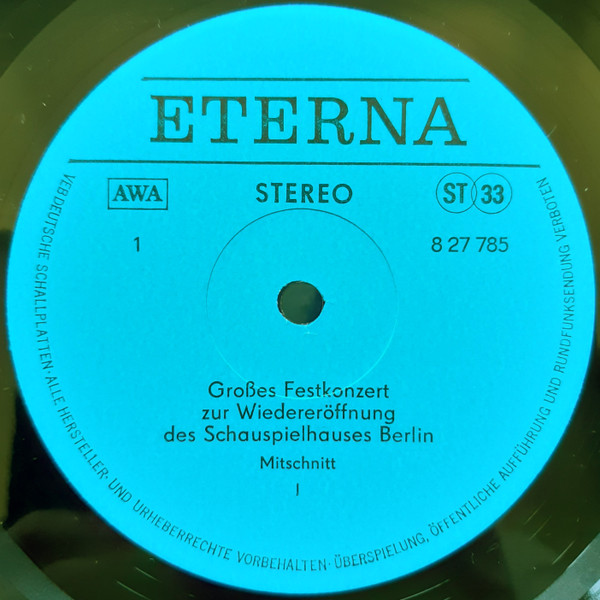 ETERNA
AWA
STEREO
ST 33
1
8 27 785
Großes Festkonzert
zur Wiedereröffnung
des Schauspielhauses Berlin
Mitschnitt
I
VEB DEUTSCHE SCHALLPLATTEN · ALLE HERSTELLER- UND URHEBERRECHTE VORBEHALTEN · ÜBERSPIELUNG, ÖFFENTLICHE AUFFÜHRUNG UND RUNDFUNKSENDUNG VERBOTEN